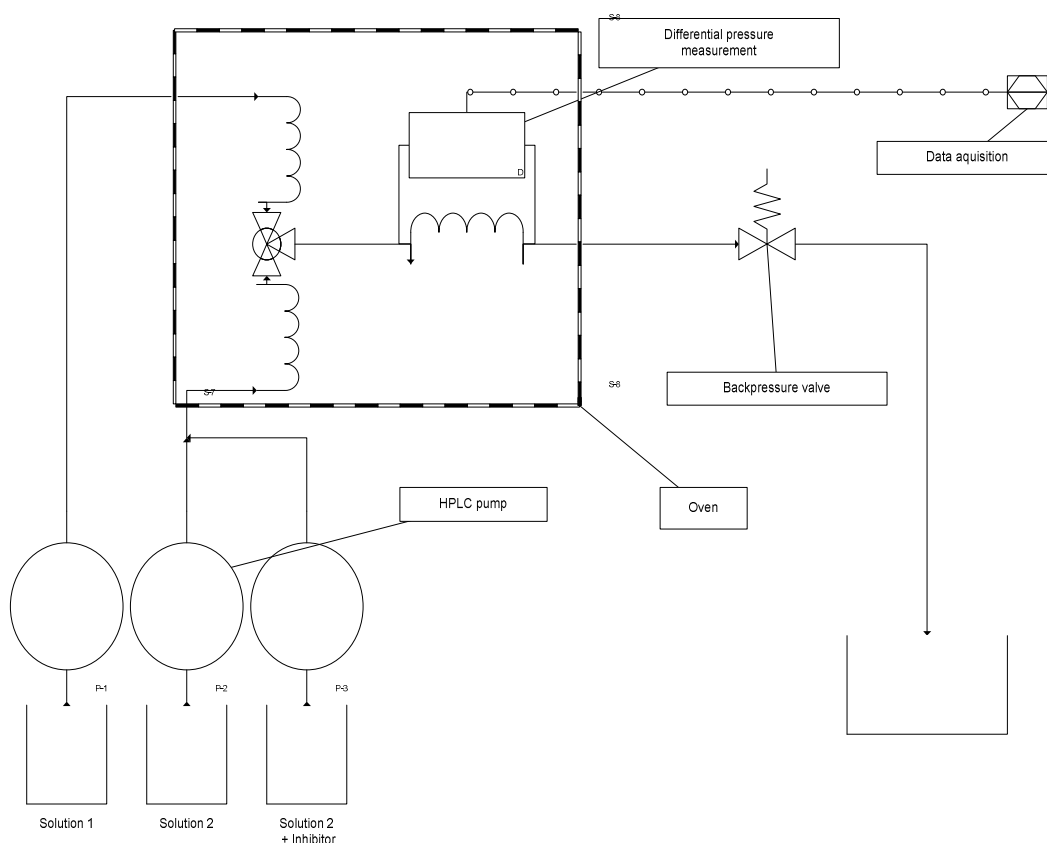 S-8
Differential pressure
measurement
Data aquisition
D
S-7
S-6
Backpressure valve
HPLC pump
Oven
P-1
P-2
P-3
Solution 1
Solution 2
Solution 2
+ Inhibitor